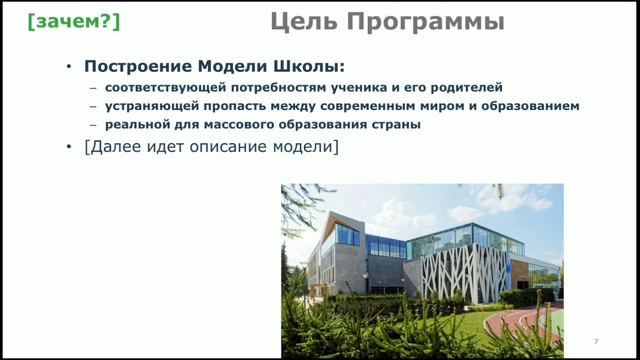 [зачем?]
Цель Программы
• Построение Модели Школы:
– соответствующей потребностям ученика и его родителей
– устраняющей пропасть между современным миром и образованием
– реальной для массового образования страны
• [Далее идет описание модели]
7